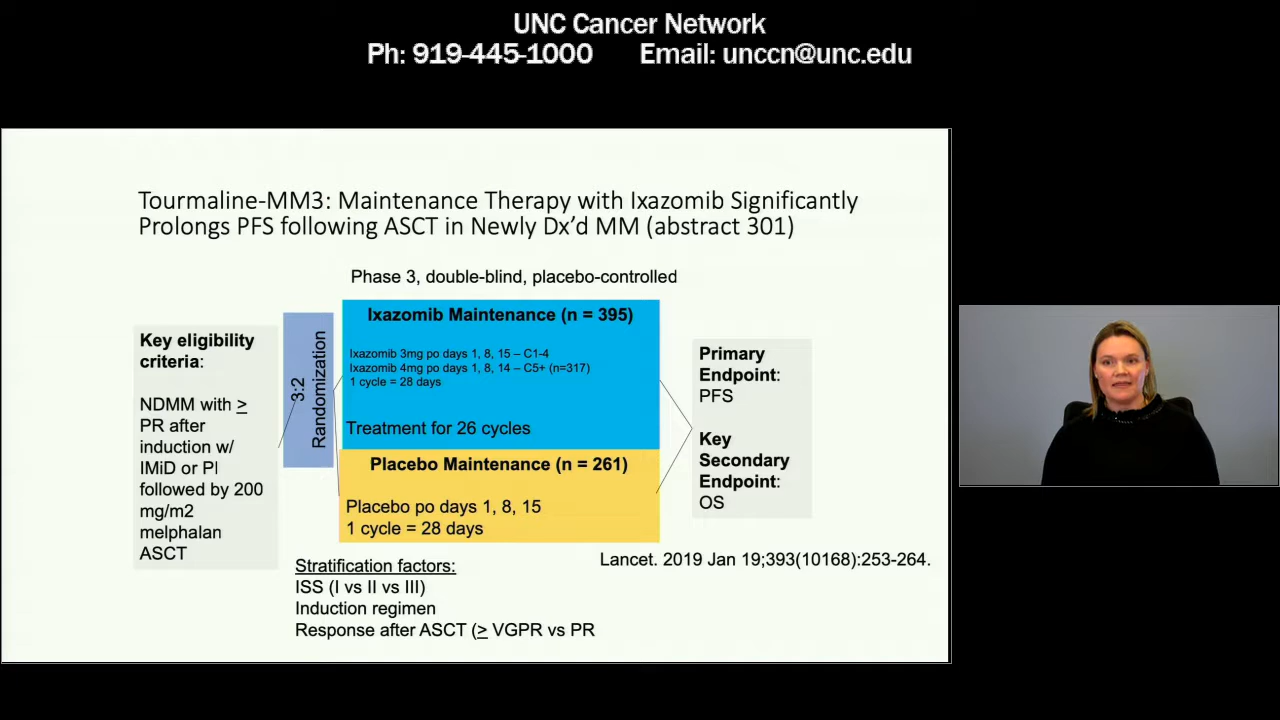 UNC Cancer Network
Ph: 919-445-1000 Email: unccn@unc.edu
Tourmaline-MM3: Maintenance Therapy with Ixazomib Significantly
Prolongs PFS following ASCT in Newly Dx’d MM (abstract 301)
Phase 3, double-blind, placebo-controlled
Key eligibility
criteria:
NDMM with ≥
PR after
induction w/
IMiD or PI
followed by 200
mg/m2
melphalan
ASCT
3:2
Randomization
Ixazomib Maintenance (n = 395)
Ixazomib 3mg po days 1, 8, 15 – C1-4
Ixazomib 4mg po days 1, 8, 14 – C5+ (n=317)
1 cycle = 28 days
Treatment for 26 cycles
Placebo Maintenance (n = 261)
Placebo po days 1, 8, 15
1 cycle = 28 days
Primary
Endpoint:
PFS
Key
Secondary
Endpoint:
OS
Lancet. 2019 Jan 19;393(10168):253-264.
Stratification factors:
ISS (I vs II vs III)
Induction regimen
Response after ASCT (≥ VGPR vs PR